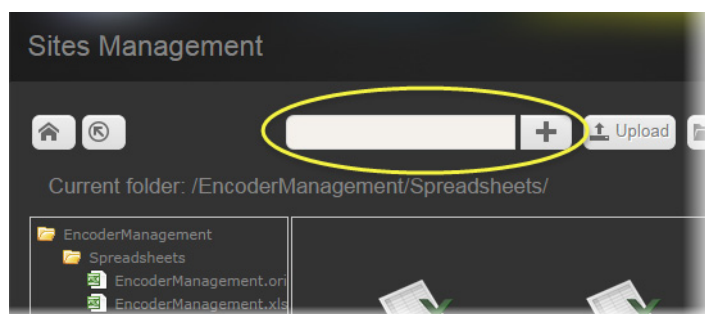 Sites Management
Upload
Current folder: /EncoderManagement/Spreadsheets/
EncoderManagement
Spreadsheets
EncoderManagement.ori
EncoderManagement.xls